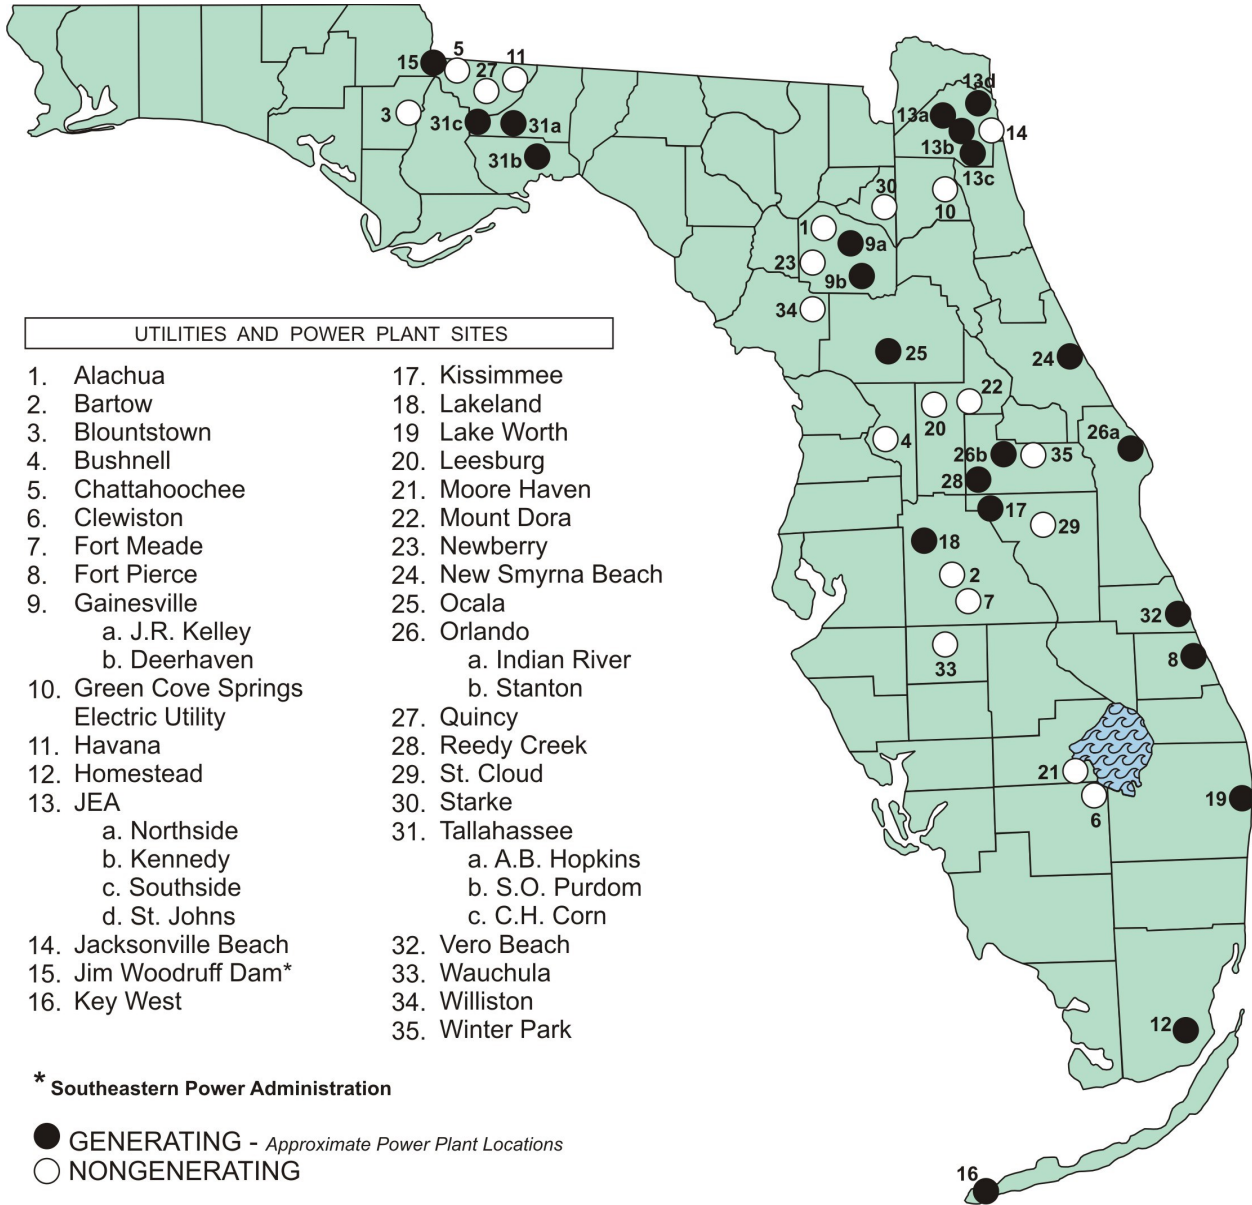 15
5
27
11
3
31c
31a
31b
13d
13a
14
13b
13c
30
10
1
9a
23
9b
34
25
24
22
20
4
26a
26b
35
28
17
29
18
2
7
32
33
8
21
6
19
12
16
UTILITIES AND POWER PLANT SITES
1. Alachua
2. Bartow
3. Blountstown
4. Bushnell
5. Chattahoochee
6. Clewiston
7. Fort Meade
8. Fort Pierce
9. Gainesville
a. J.R. Kelley
b. Deerhaven
10. Green Cove Springs
Electric Utility
11. Havana
12. Homestead
13. JEA
a. Northside
b. Kennedy
c. Southside
d. St. Johns
14. Jacksonville Beach
15. Jim Woodruff Dam*
16. Key West
17. Kissimmee
18. Lakeland
19 Lake Worth
20. Leesburg
21. Moore Haven
22. Mount Dora
23. Newberry
24. New Smyrna Beach
25. Ocala
26. Orlando
a. Indian River
b. Stanton
27. Quincy
28. Reedy Creek
29. St. Cloud
30. Starke
31. Tallahassee
a. A.B. Hopkins
b. S.O. Purdom
c. C.H. Corn
32. Vero Beach
33. Wauchula
34. Williston
35. Winter Park
* Southeastern Power Administration
GENERATING - Approximate Power Plant Locations
NONGENERATING